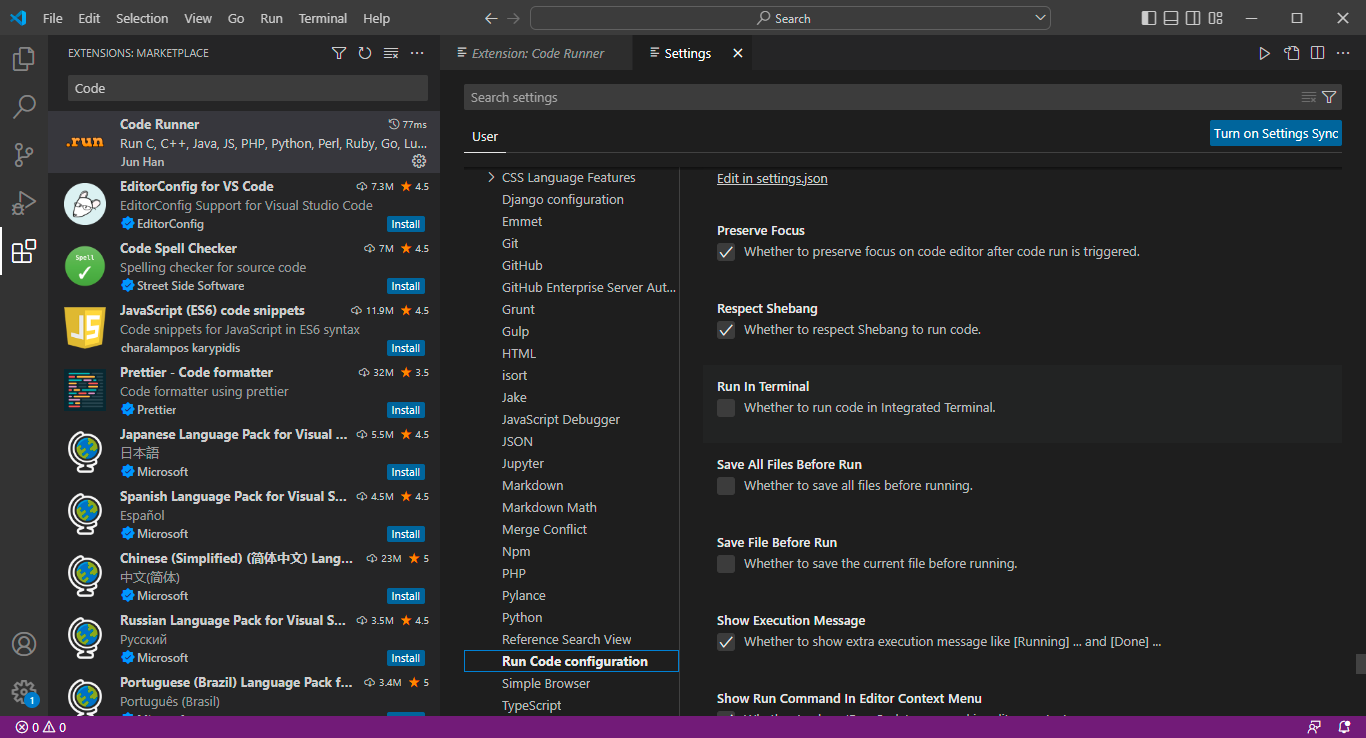 File Edit Selection View Go Run Terminal Help
Search
EXTENSIONS: MARKETPLACE
Code
.run
Code Runner 77ms
Run C, C++, Java, JS, PHP, Python, Perl, Ruby, Go, Lu...
Jun Han
EditorConfig for VS Code 7.3M 4.5
EditorConfig Support for Visual Studio Code
EditorConfig Install
Spell
Code Spell Checker 7M 4.5
Spelling checker for source code
Street Side Software Install
JS
JavaScript (ES6) code snippets 11.9M 4.5
Code snippets for JavaScript in ES6 syntax
charalampos karypidis Install
Prettier - Code formatter 32M 3.5
Code formatter using prettier
Prettier Install
Japanese Language Pack for Visual ... 5.5M 4.5
日本語
Microsoft Install
Spanish Language Pack for Visual S... 4.5M 4.5
Español
Microsoft Install
Chinese (Simplified) (简体中文) Lang... 23M 5
中文(简体)
Microsoft Install
Russian Language Pack for Visual S... 3.5M 4.5
Русский
Microsoft Install
Portuguese (Brazil) Language Pack f... 3.4M 5
Português (Brasil)
1
Extension: Code Runner
Settings
Search settings
User
Turn on Settings Sync
CSS Language Features
Django configuration
Emmet
Git
GitHub
GitHub Enterprise Server Aut...
Grunt
Gulp
HTML
isort
Jake
JavaScript Debugger
JSON
Jupyter
Markdown
Markdown Math
Merge Conflict
Npm
PHP
Pylance
Python
Reference Search View
Run Code configuration
Simple Browser
TypeScript
Edit in settings.json
Preserve Focus
Whether to preserve focus on code editor after code run is triggered.
Respect Shebang
Whether to respect Shebang to run code.
Run In Terminal
Whether to run code in Integrated Terminal.
Save All Files Before Run
Whether to save all files before running.
Save File Before Run
Whether to save the current file before running.
Show Execution Message
Whether to show extra execution message like [Running] ... and [Done] ...
Show Run Command In Editor Context Menu
0 0